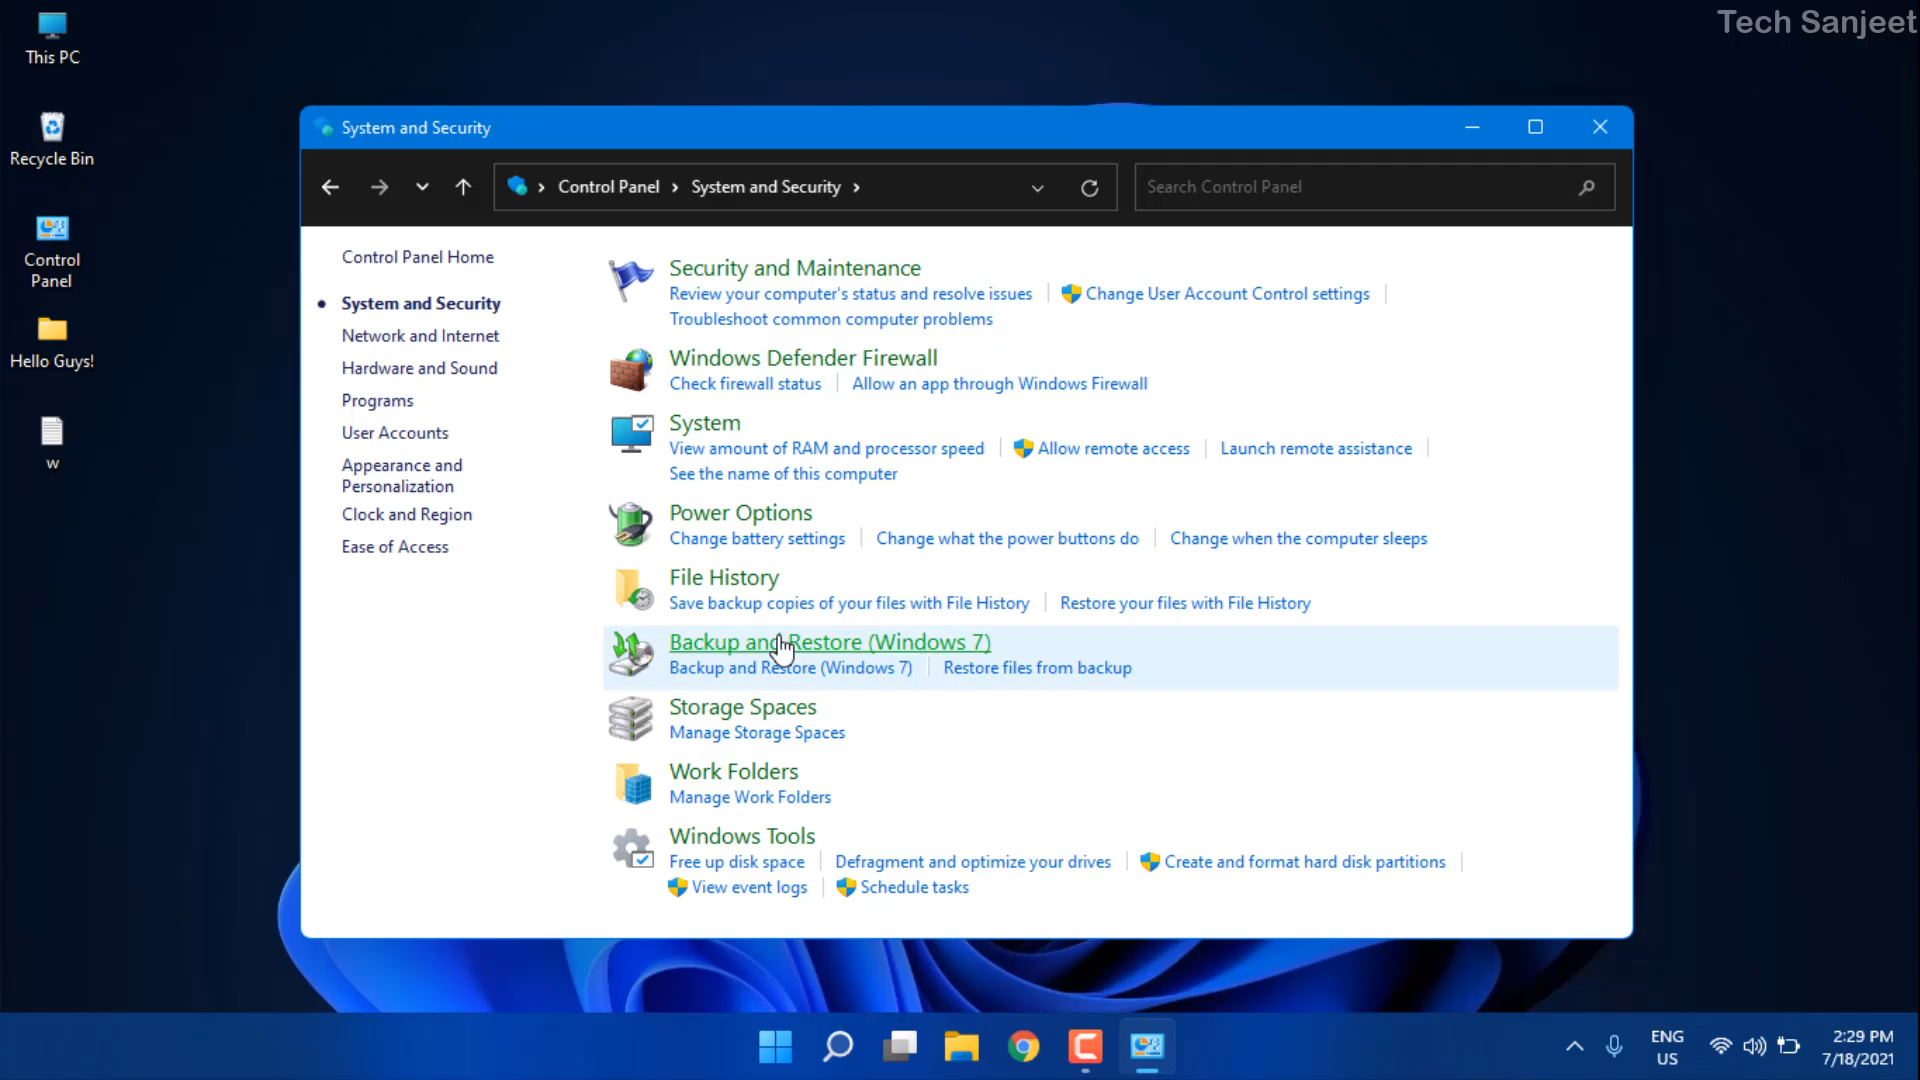 Tech Sanjeet
This PC
Recycle Bin
Control
Panel
Hello Guys!
w
System and Security
Control Panel
System and Security
Search Control Panel
Control Panel Home
System and Security
Network and Internet
Hardware and Sound
Programs
User Accounts
Appearance and
Personalization
Clock and Region
Ease of Access
Security and Maintenance
Review your computer's status and resolve issues
Change User Account Control settings
Troubleshoot common computer problems
Windows Defender Firewall
Check firewall status
Allow an app through Windows Firewall
System
View amount of RAM and processor speed
Allow remote access
Launch remote assistance
See the name of this computer
Power Options
Change battery settings
Change what the power buttons do
Change when the computer sleeps
File History
Save backup copies of your files with File History
Restore your files with File History
Backup and Restore (Windows 7)
Backup and Restore (Windows 7)
Restore files from backup
Storage Spaces
Manage Storage Spaces
Work Folders
Manage Work Folders
Windows Tools
Free up disk space
Defragment and optimize your drives
Create and format hard disk partitions
View event logs
Schedule tasks
ENG
US
2:29 PM
7/18/2021